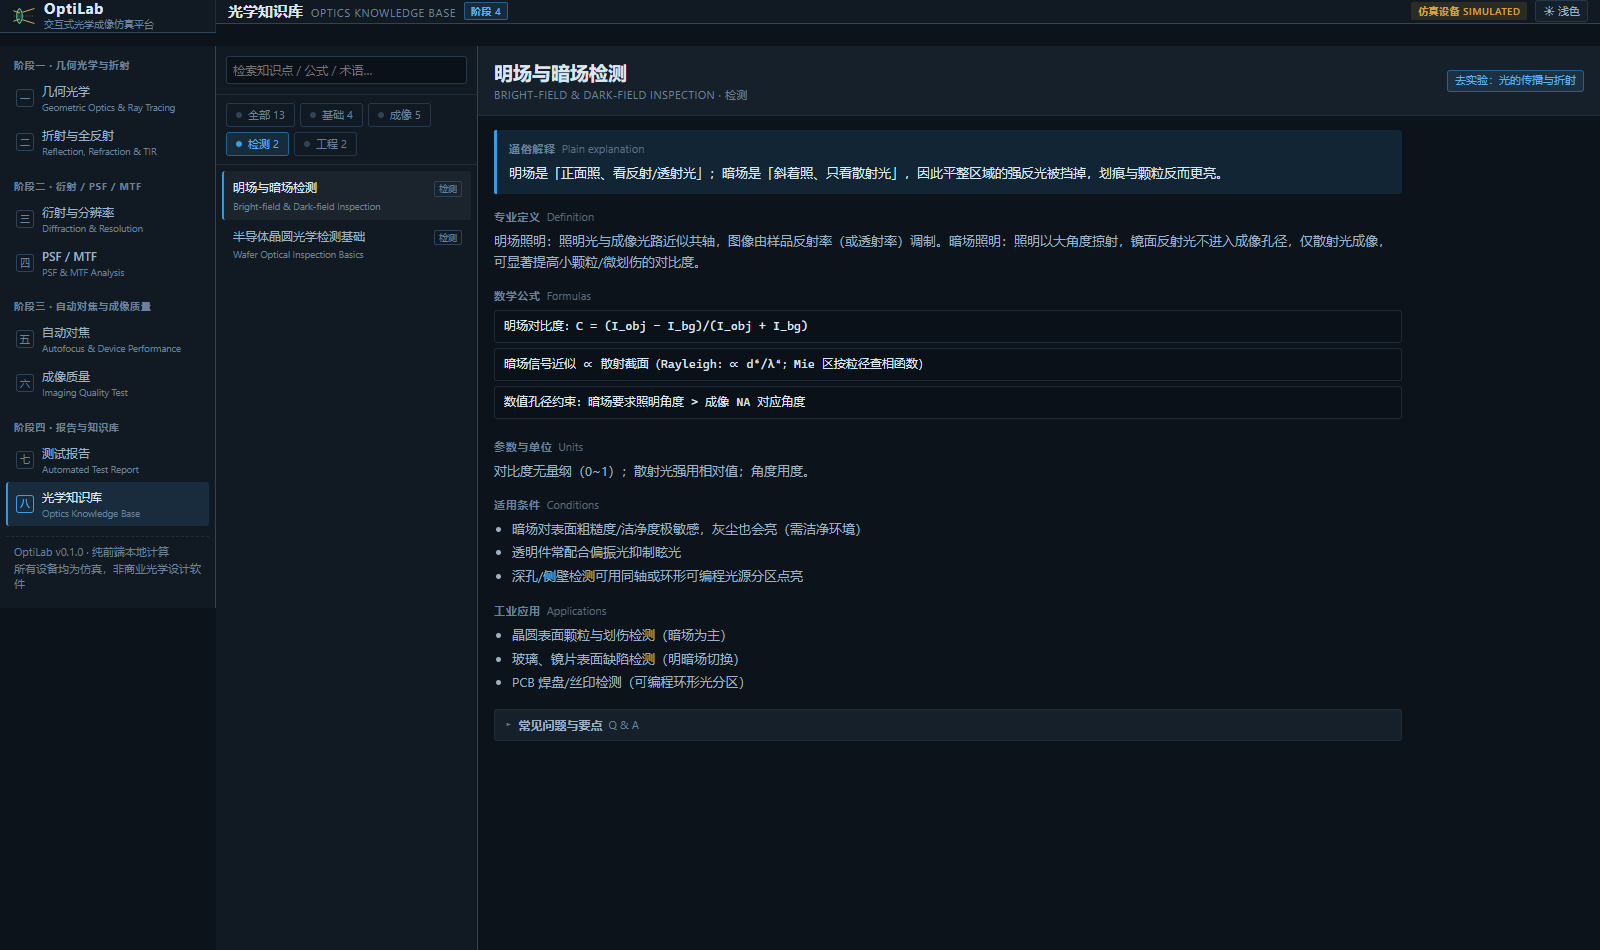 OptiLab
交互式光学成像仿真平台
光学知识库 OPTICS KNOWLEDGE BASE 阶段 4
仿真设备 SIMULATED
☀ 浅色
阶段一 · 几何光学与折射
一 几何光学
Geometric Optics & Ray Tracing
二 折射与全反射
Reflection, Refraction & TIR
阶段二 · 衍射 / PSF / MTF
三 衍射与分辨率
Diffraction & Resolution
四 PSF / MTF
PSF & MTF Analysis
阶段三 · 自动对焦与成像质量
五 自动对焦
Autofocus & Device Performance
六 成像质量
Imaging Quality Test
阶段四 · 报告与知识库
七 测试报告
Automated Test Report
八 光学知识库
Optics Knowledge Base
OptiLab v0.1.0 · 纯前端本地计算
所有设备均为仿真，非商业光学设计软
件
检索知识点 / 公式 / 术语...
全部 13
基础 4
成像 5
检测 2
工程 2
明场与暗场检测 检测
Bright-field & Dark-field Inspection
半导体晶圆光学检测基础 检测
Wafer Optical Inspection Basics
明场与暗场检测
BRIGHT-FIELD & DARK-FIELD INSPECTION · 检测
去实验：光的传播与折射
通俗解释 Plain explanation
明场是「正面照、看反射/透射光」；暗场是「斜着照、只看散射光」，因此平整区域的强反光被挡掉，划痕与颗粒反而更亮。
专业定义 Definition
明场照明：照明光与成像光路近似共轴，图像由样品反射率（或透射率）调制。暗场照明：照明以大角度掠射，镜面反射光不进入成像孔径，仅散射光成像，
可显著提高小颗粒/微划伤的对比度。
数学公式 Formulas
明场对比度：C = (I_obj − I_bg)/(I_obj + I_bg)
暗场信号近似 ∝ 散射截面（Rayleigh: ∝ d⁶/λ⁴；Mie 区按粒径查相函数）
数值孔径约束：暗场要求照明角度 > 成像 NA 对应角度
参数与单位 Units
对比度无量纲（0~1）；散射光强用相对值；角度用度。
适用条件 Conditions
• 暗场对表面粗糙度/洁净度极敏感，灰尘也会亮（需洁净环境）
• 透明件常配合偏振光抑制眩光
• 深孔/侧壁检测可用同轴或环形可编程光源分区点亮
工业应用 Applications
• 晶圆表面颗粒与划伤检测（暗场为主）
• 玻璃、镜片表面缺陷检测（明暗场切换）
• PCB 焊盘/丝印检测（可编程环形光分区）
常见问题与要点 Q & A